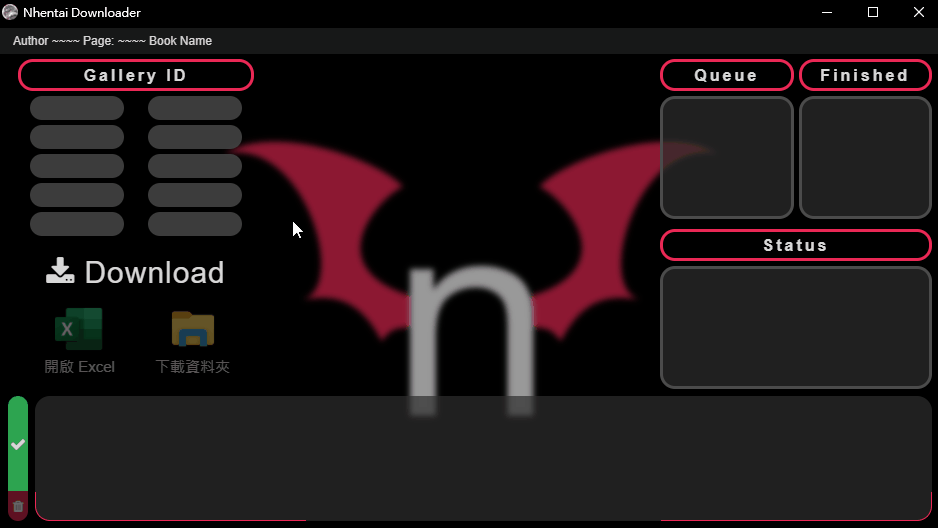 Nhentai Downloader
Author ~~~~ Page: ~~~~ Book Name
Gallery ID
Queue
Finished
Status
Download
X
開啟 Excel
下載資料夾
n